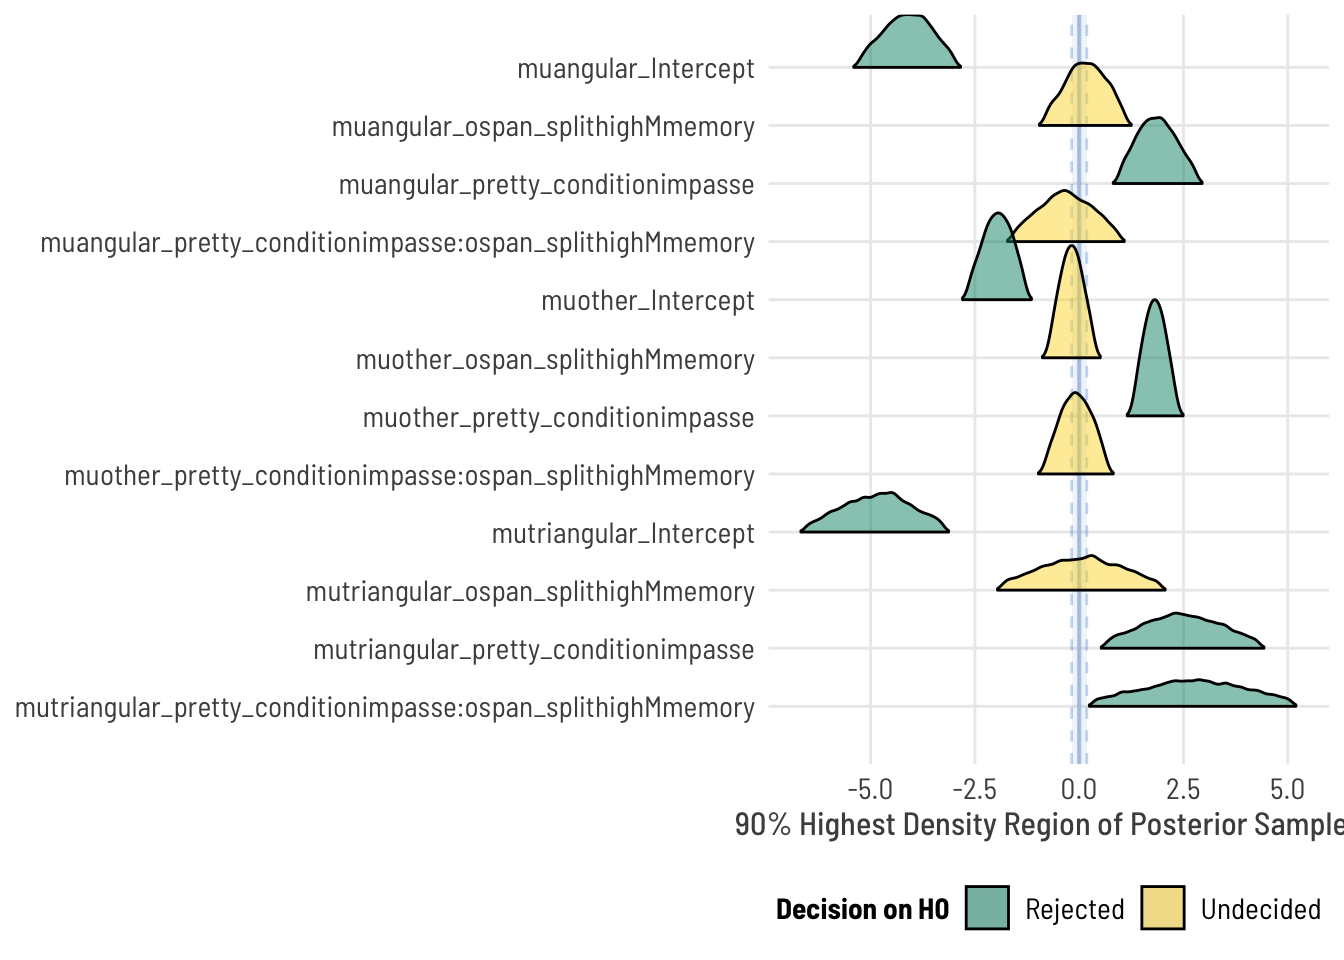 muangular_Intercept
muangular_ospan_splithighMmemory
muangular_pretty_conditionimpasse
muangular_pretty_conditionimpasse:ospan_splithighMmemory
muother_Intercept
muother_ospan_splithighMmemory
muother_pretty_conditionimpasse
muother_pretty_conditionimpasse:ospan_splithighMmemory
mutriangular_Intercept
mutriangular_ospan_splithighMmemory
mutriangular_pretty_conditionimpasse
mutriangular_pretty_conditionimpasse:ospan_splithighMmemory
-5.0 -2.5 0.0 2.5 5.0
90% Highest Density Region of Posterior Sample
Decision on H0 Rejected Undecided